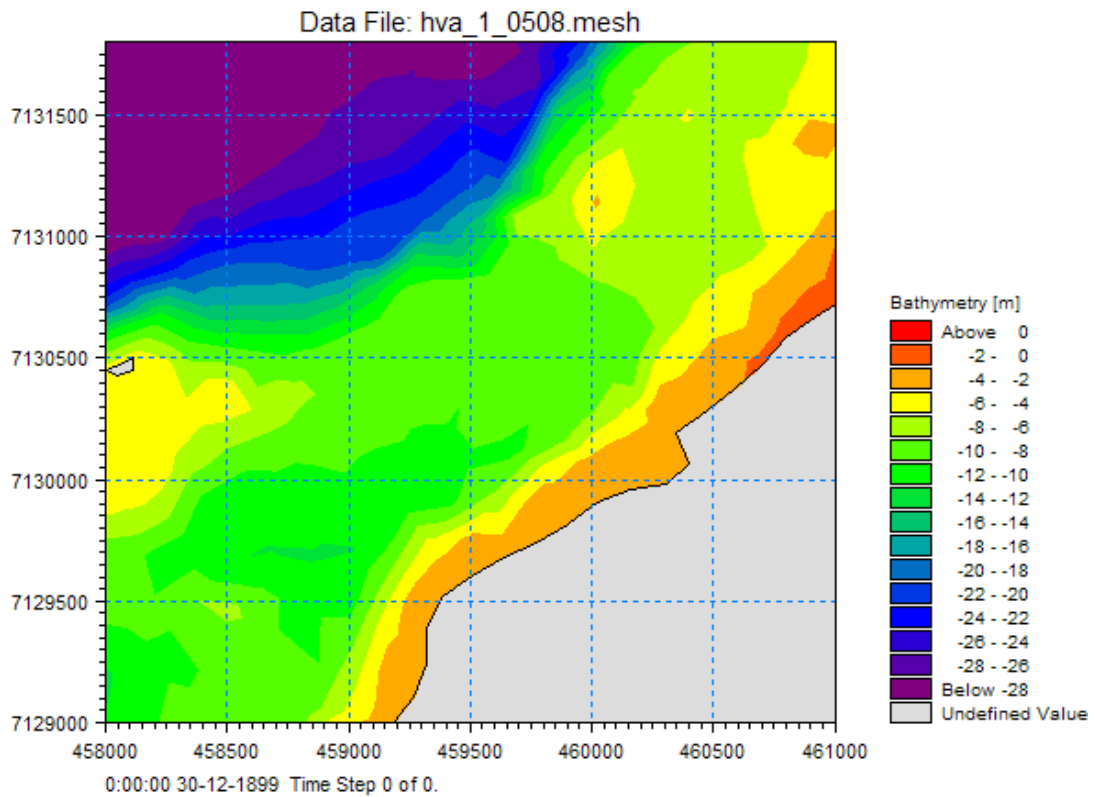 Data File: hva_1_0508.mesh
7131500
7131000
7130500
7130000
7129500
7129000
458000 458500 459000 459500 460000 460500 461000
0:00:00 30-12-1899 Time Step 0 of 0.
Bathymetry [m]
Above 0
-2 - 0
-4 - -2
-6 - -4
-8 - -6
-10 - -8
-12 - -10
-14 - -12
-16 - -14
-18 - -16
-20 - -18
-22 - -20
-24 - -22
-26 - -24
-28 - -26
Below -28
Undefined Value